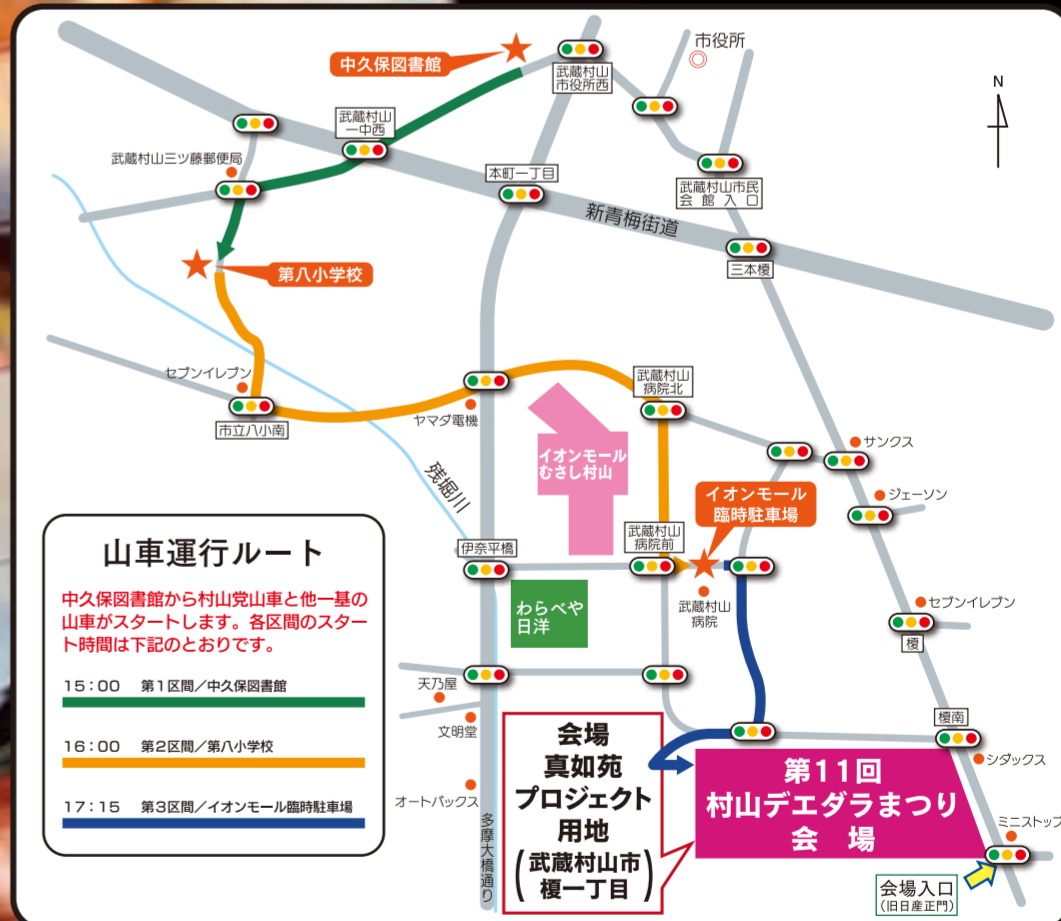 市役所
中久保図書館
武蔵村山
市役所西
N
武蔵村山
一中西
武蔵村山三ツ藤郵便局
本町一丁目
武蔵村山市民
会館入口
新青梅街道
三本榎
第八小学校
セブンイレブン
市立八小南
ヤマダ電機
武蔵村山
病院北
イオンモール
むさし村山
サンクス
残堀川
イオンモール
臨時駐車場
ジェーソン
武蔵村山
病院前
伊奈平橋
わらべや
日洋
武蔵村山
病院
セブンイレブン
榎
山車運行ルート
中久保図書館から村山党山車と他一基の
山車がスタートします。各区間のスター
ト時間は下記のとおりです。
15：00 第1区間／中久保図書館
16：00 第2区間／第八小学校
17：15 第3区間／イオンモール臨時駐車場
天乃屋
文明堂
オートバックス
多摩大橋通り
会場
真如苑
プロジェクト
用地
(武蔵村山市
榎一丁目)
榎南
シダックス
第11回
村山デエダラまつり
会場
ミニストップ
会場入口
(旧日産正門)